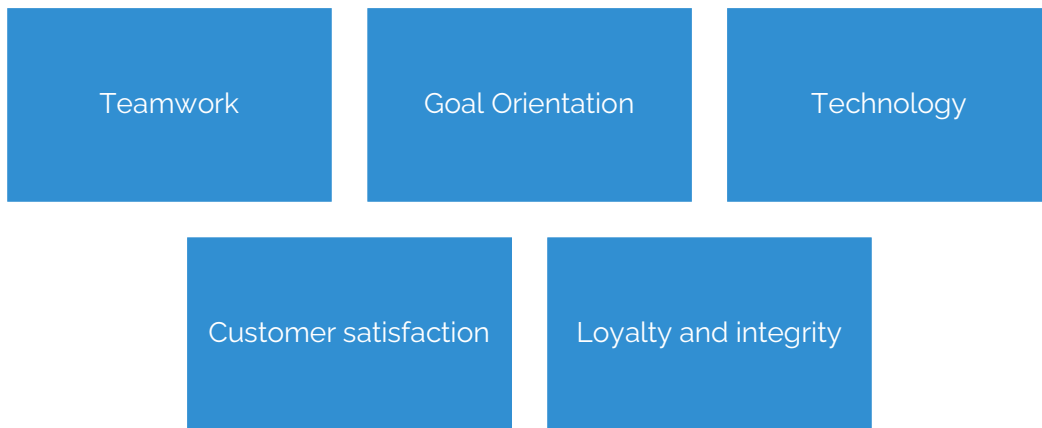 Teamwork
Goal Orientation
Technology
Customer satisfaction
Loyalty and integrity